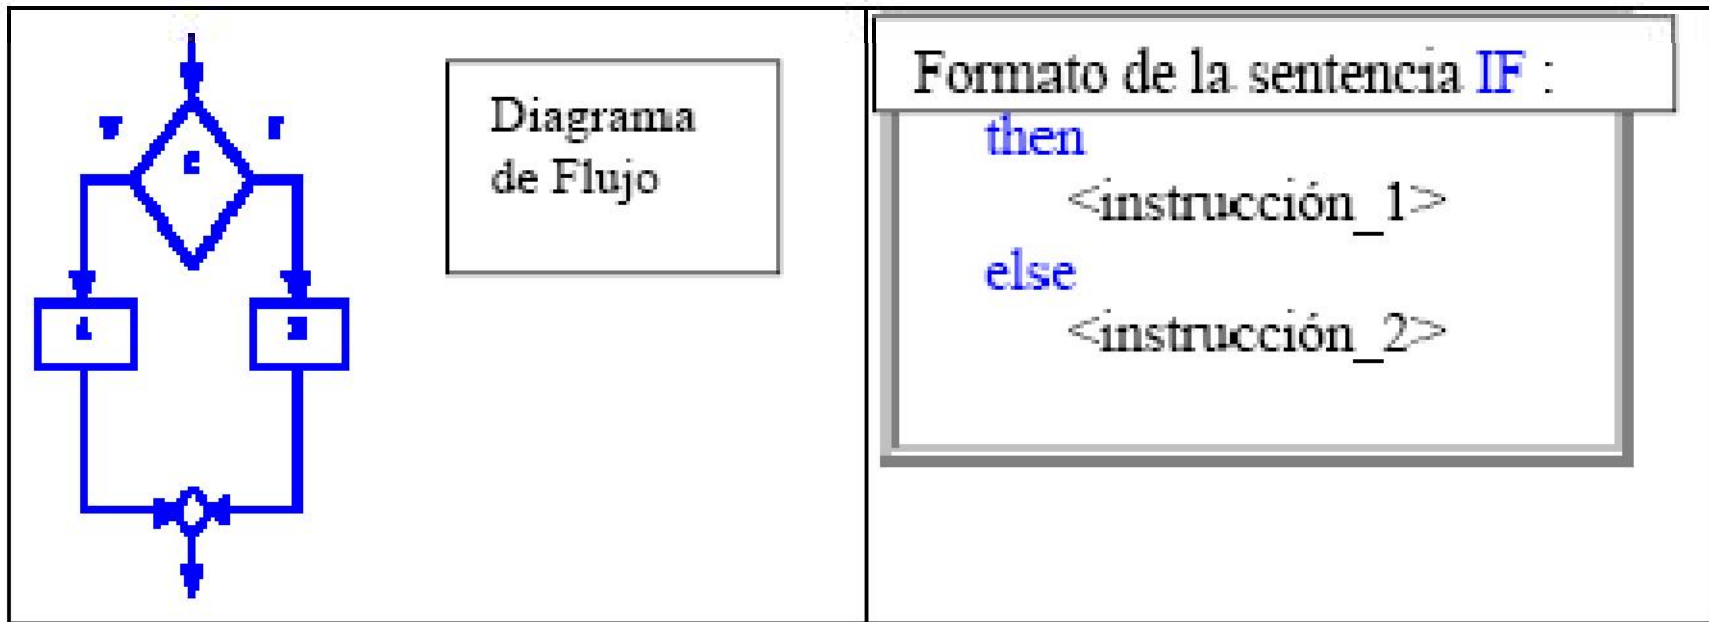 Diagrama
de Flujo
Formato de la sentencia IF :
then
<instrucción_1>
else
<instrucción_2>